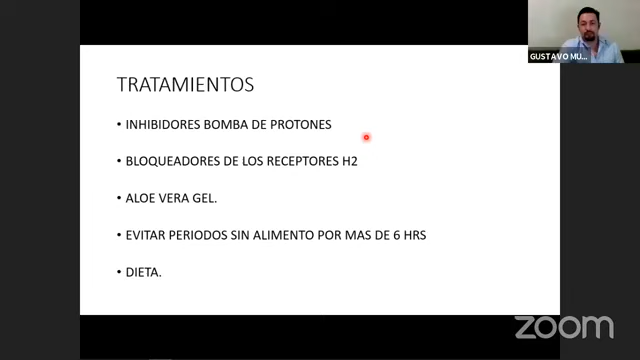 GUSTAVO MU...
TRATAMIENTOS
• INHIBIDORES BOMBA DE PROTONES
• BLOQUEADORES DE LOS RECEPTORES H2
• ALOE VERA GEL.
• EVITAR PERIODOS SIN ALIMENTO POR MAS DE 6 HRS
• DIETA.
zoom